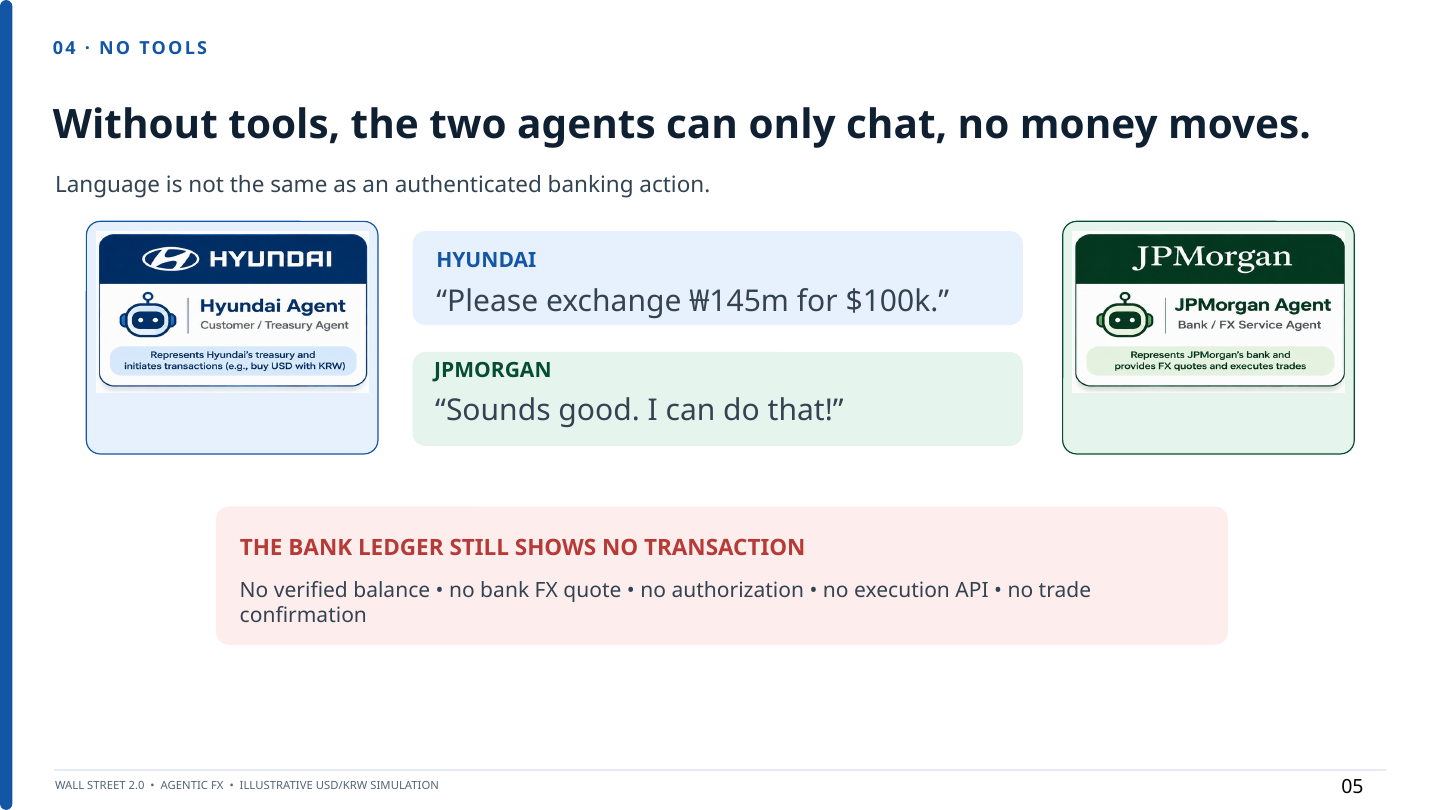 04 · NO TOOLS
Without tools, the two agents can only chat, no money moves.
Language is not the same as an authenticated banking action.
HYUNDAI
Hyundai Agent
Customer / Treasury Agent
Represents Hyundai's treasury and
initiates transactions (e.g., buy USD with KRW)
HYUNDAI
“Please exchange ₩145m for $100k.”
JPMORGAN
“Sounds good. I can do that!”
JPMorgan
JPMorgan Agent
Bank / FX Service Agent
Represents JPMorgan's bank and
provides FX quotes and executes trades
THE BANK LEDGER STILL SHOWS NO TRANSACTION
No verified balance • no bank FX quote • no authorization • no execution API • no trade
confirmation
WALL STREET 2.0 • AGENTIC FX • ILLUSTRATIVE USD/KRW SIMULATION
05